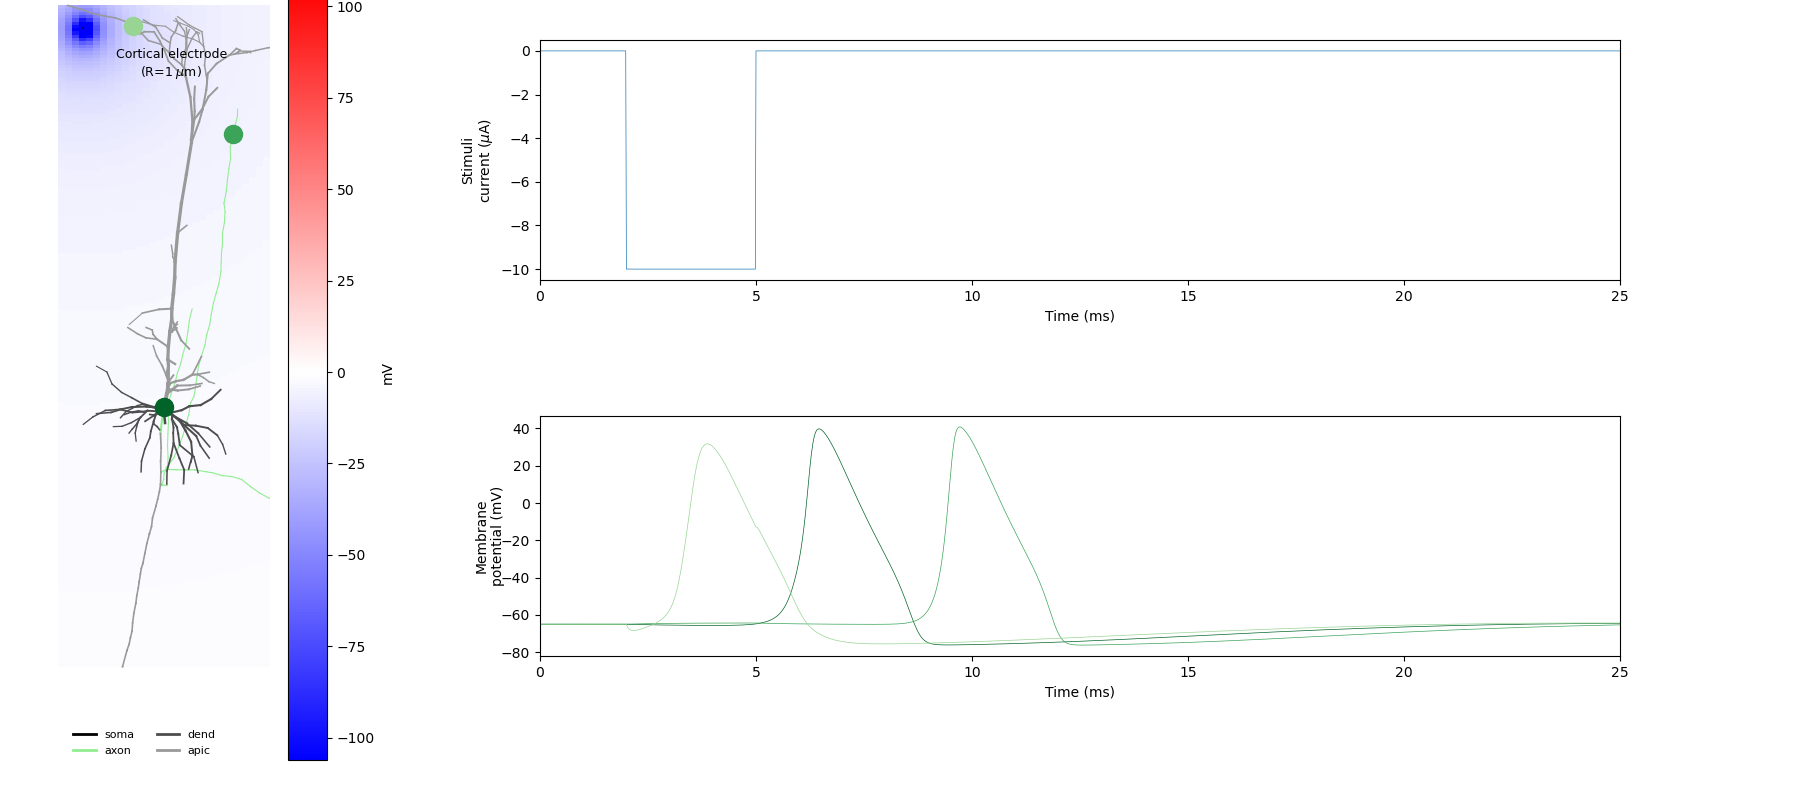 Cortical electrode
(R=1 μm)
soma
dend
axon
apic
100
75
50
25
0
−25
−50
−75
−100
mV
0
−2
−4
−6
−8
−10
Stimuli
current (μA)
0
5
10
15
20
25
Time (ms)
40
20
0
−20
−40
−60
−80
Membrane
potential (mV)
0
5
10
15
20
25
Time (ms)